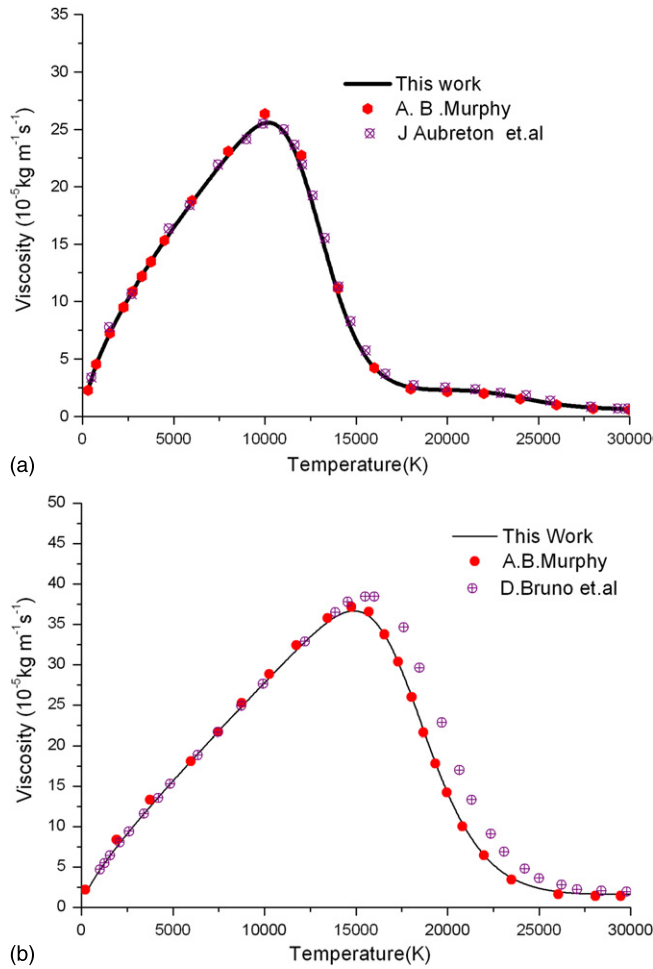 35
30
25
20
15
10
5
0
Viscosity (10⁻⁵kg m⁻¹s⁻¹)
This work
A. B .Murphy
J Aubreton et.al
0 5000 10000 15000 20000 25000 30000
(a) Temperature(K)
50
45
40
35
30
25
20
15
10
5
0
Viscosity (10⁻⁵kg m⁻¹s⁻¹)
This Work
A.B.Murphy
D.Bruno et.al
0 5000 10000 15000 20000 25000 30000
(b) Temperature(K)